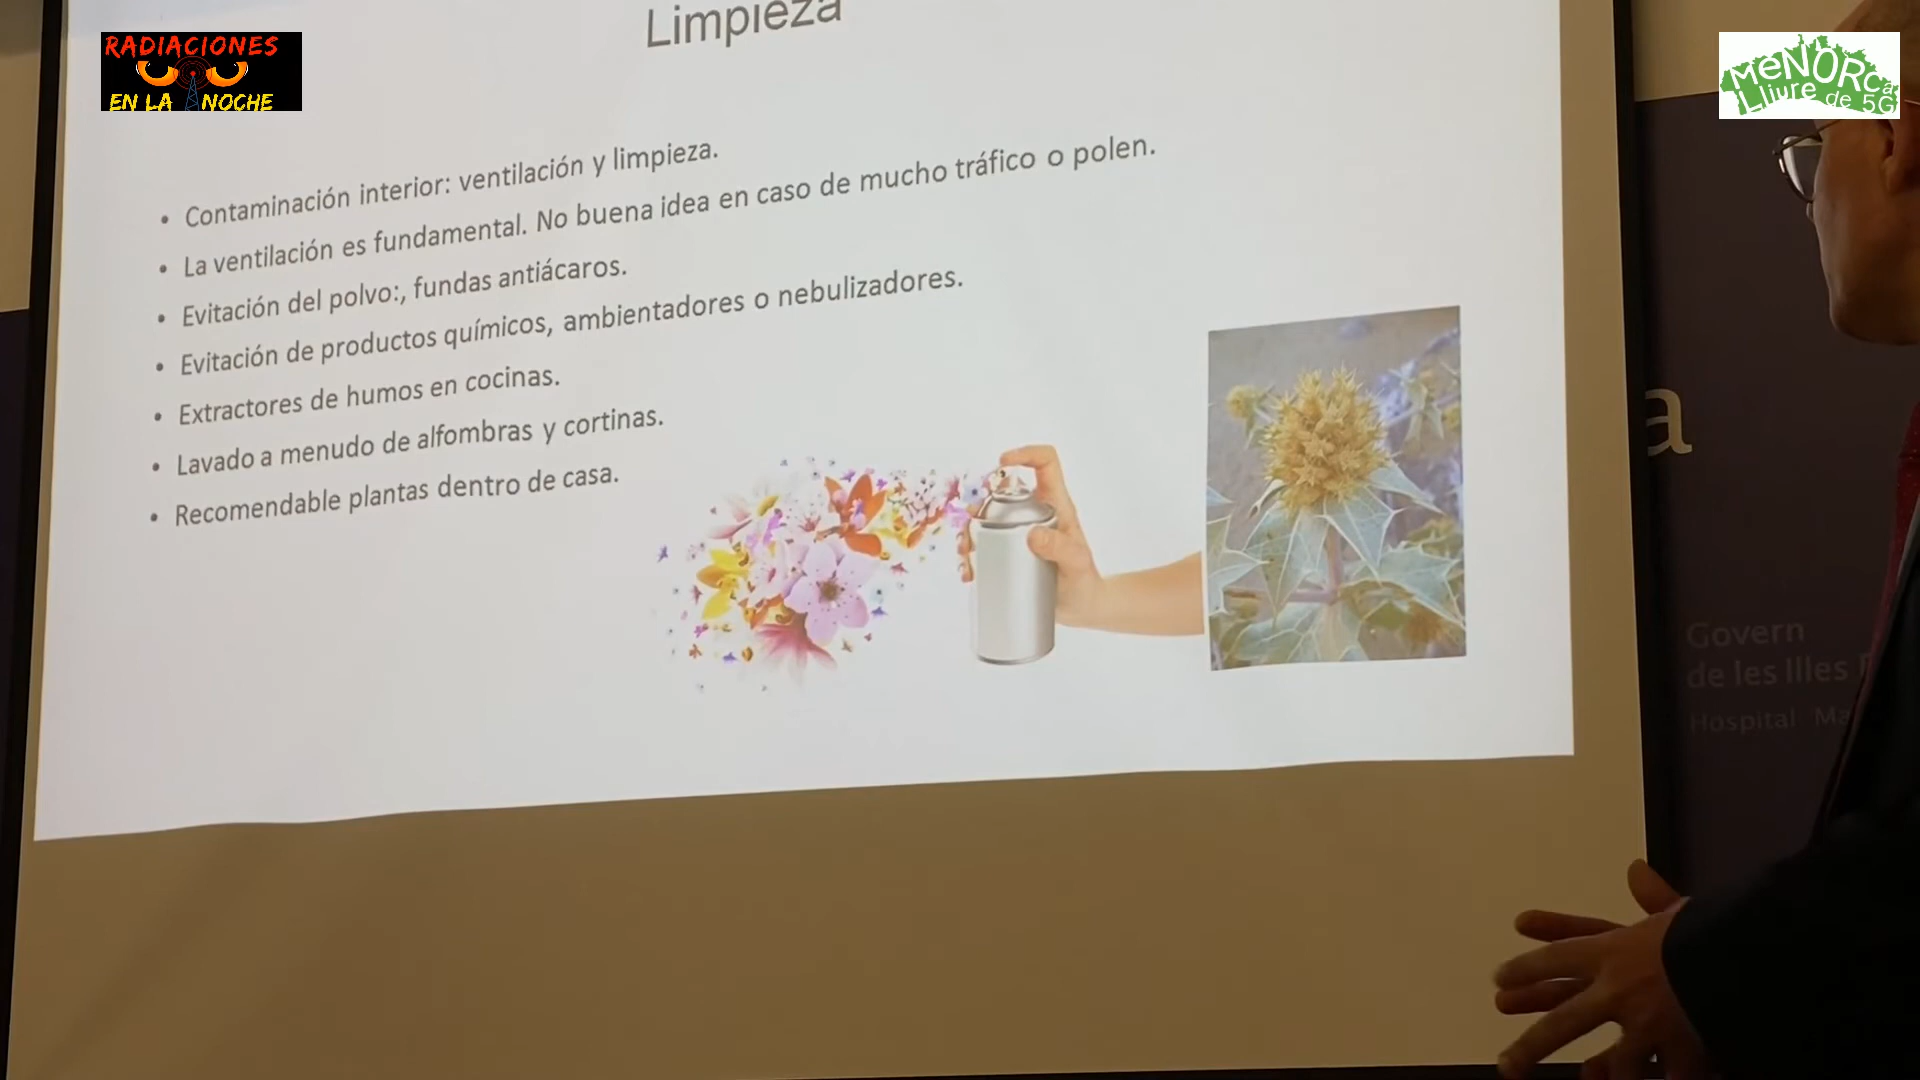 Limpieza
RADIACIONES
EN LA NOCHE
MeNORCa
Lliure de 5G
• Contaminación interior: ventilación y limpieza.
• La ventilación es fundamental. No buena idea en caso de mucho tráfico o polen.
• Evitación del polvo:, fundas antiácaros.
• Evitación de productos químicos, ambientadores o nebulizadores.
• Extractores de humos en cocinas.
• Lavado a menudo de alfombras y cortinas.
• Recomendable plantas dentro de casa.
a
Govern
de les Illes
Hospital Ma